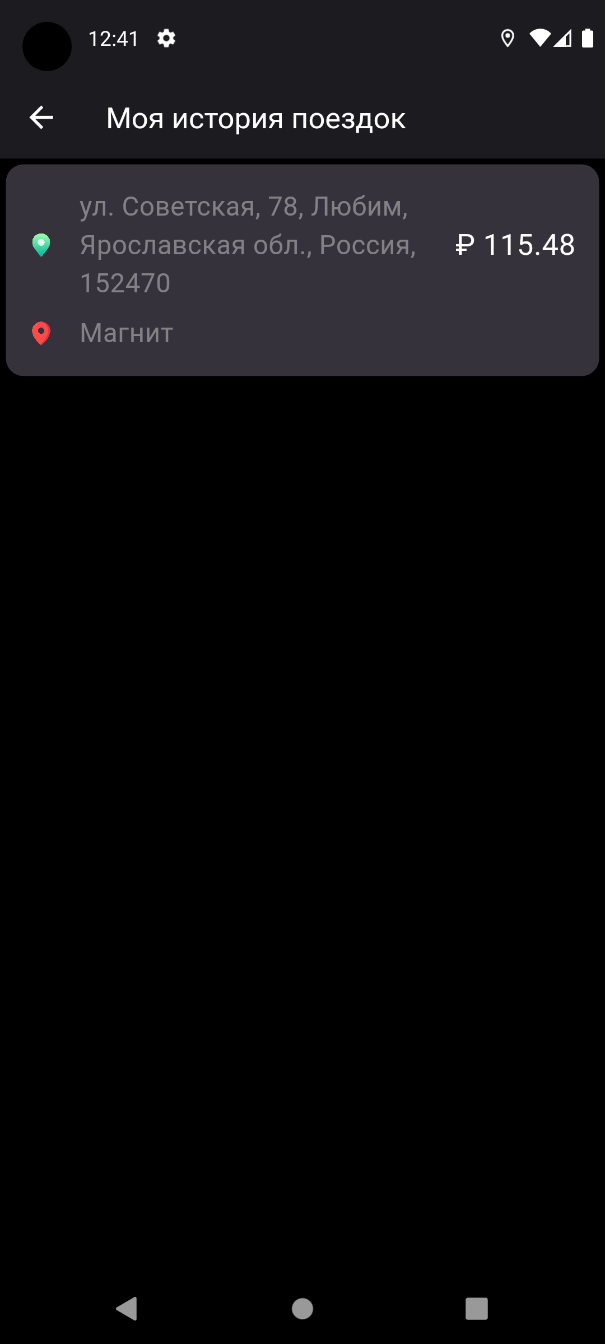 12:41
Моя история поездок
ул. Советская, 78, Любим,
Ярославская обл., Россия,
152470
₽ 115.48
Магнит